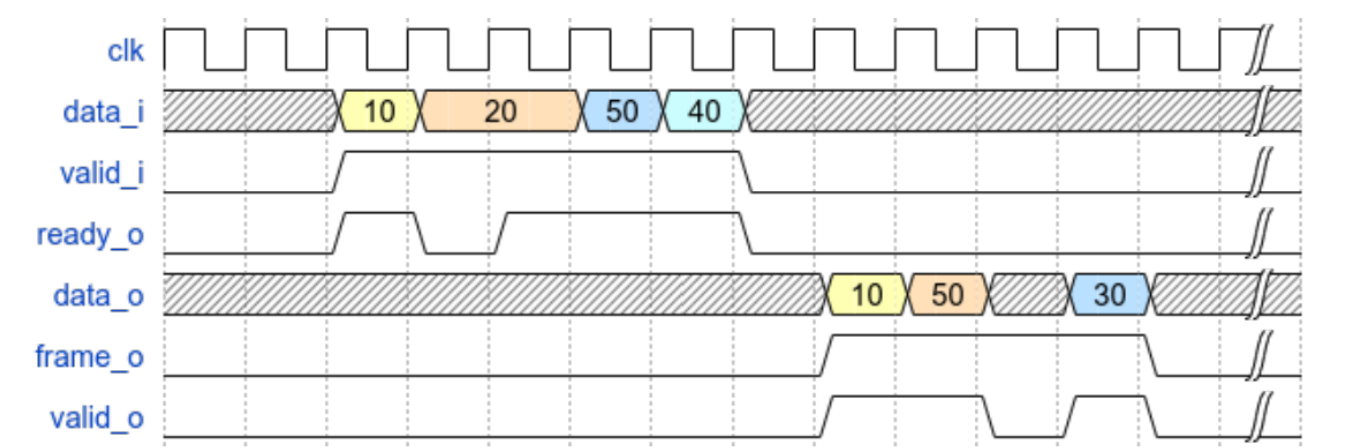 clk
data_i 10 20 50 40
valid_i
ready_o
data_o 10 50 30
frame_o
valid_o